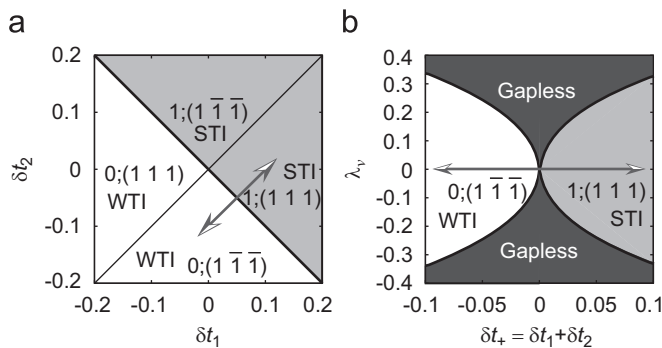 a
0.2
0.1
0
-0.1
-0.2
δt₂
1;(1 1̅ 1̅)
STI
0;(1 1 1)
WTI
STI
1;(1 1 1)
WTI
0;(1 1̅ 1̅)
-0.2 -0.1 0 0.1 0.2
δt₁
b
0.4
0.3
0.2
0.1
0
-0.1
-0.2
-0.3
-0.4
λᵥ
Gapless
0;(1 1̅ 1̅)
WTI
1;(1 1 1)
STI
Gapless
-0.1 -0.05 0 0.05 0.1
δt₊ = δt₁+δt₂